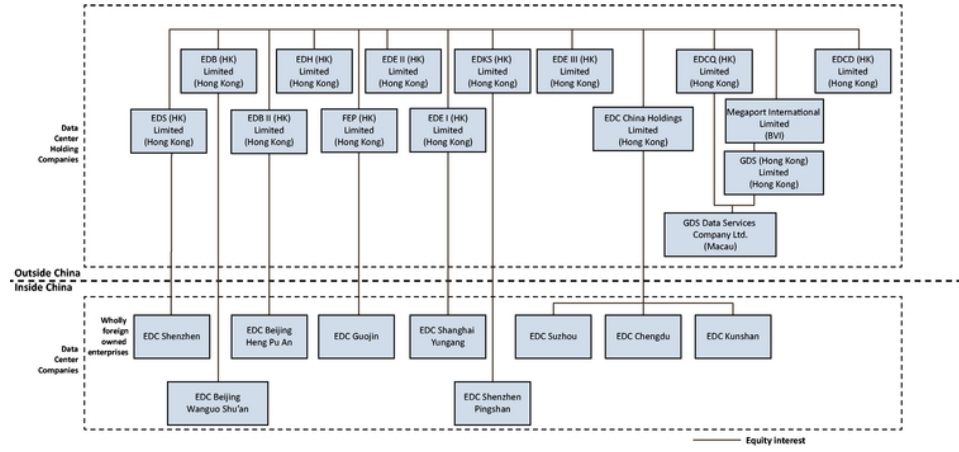 EDB (HK)
Limited
(Hong Kong)
EDH (HK)
Limited
(Hong Kong)
EDE II (HK)
Limited
(Hong Kong)
EDKS (HK)
Limited
(Hong Kong)
EDE III (HK)
Limited
(Hong Kong)
EDCQ (HK)
Limited
(Hong Kong)
EDCD (HK)
Limited
(Hong Kong)
EDS (HK)
Limited
(Hong Kong)
EDB II (HK)
Limited
(Hong Kong)
FEP (HK)
Limited
(Hong Kong)
EDE I (HK)
Limited
(Hong Kong)
EDC China Holdings
Limited
(Hong Kong)
Megaport International
Limited
(BVI)
GDS (Hong Kong)
Limited
(Hong Kong)
GDS Data Services
Company Ltd.
(Macau)
Data
Center
Holding
Companies
Outside China
Inside China
Wholly
foreign
owned
enterprises
Data
Center
Companies
EDC Shenzhen
EDC Beijing
Heng Pu An
EDC Guojin
EDC Shanghai
Yungang
EDC Suzhou
EDC Chengdu
EDC Kunshan
EDC Beijing
Wanguo Shu'an
EDC Shenzhen
Pingshan
Equity interest